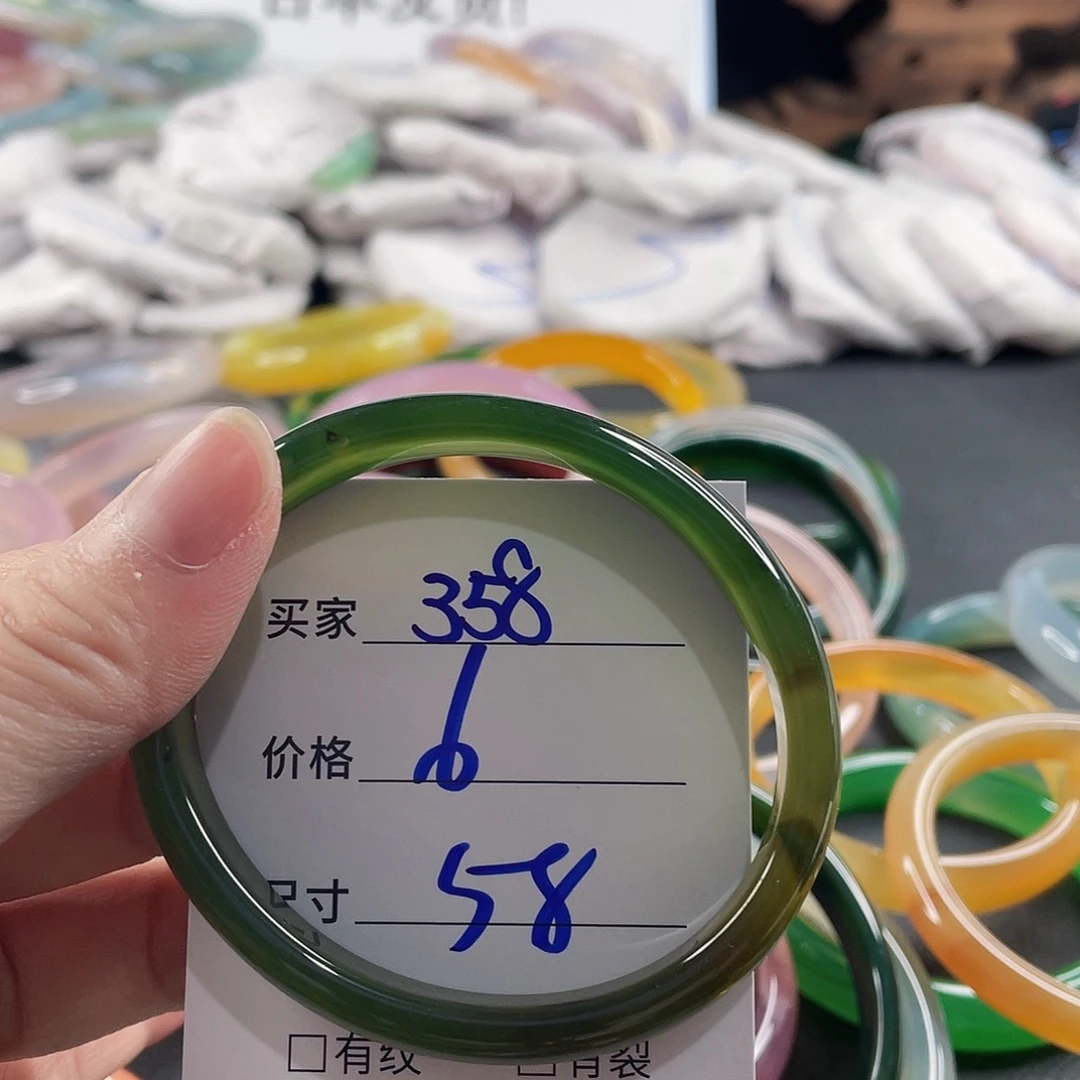 买家 358
价格 6
尺寸 58
□有纹 □有裂